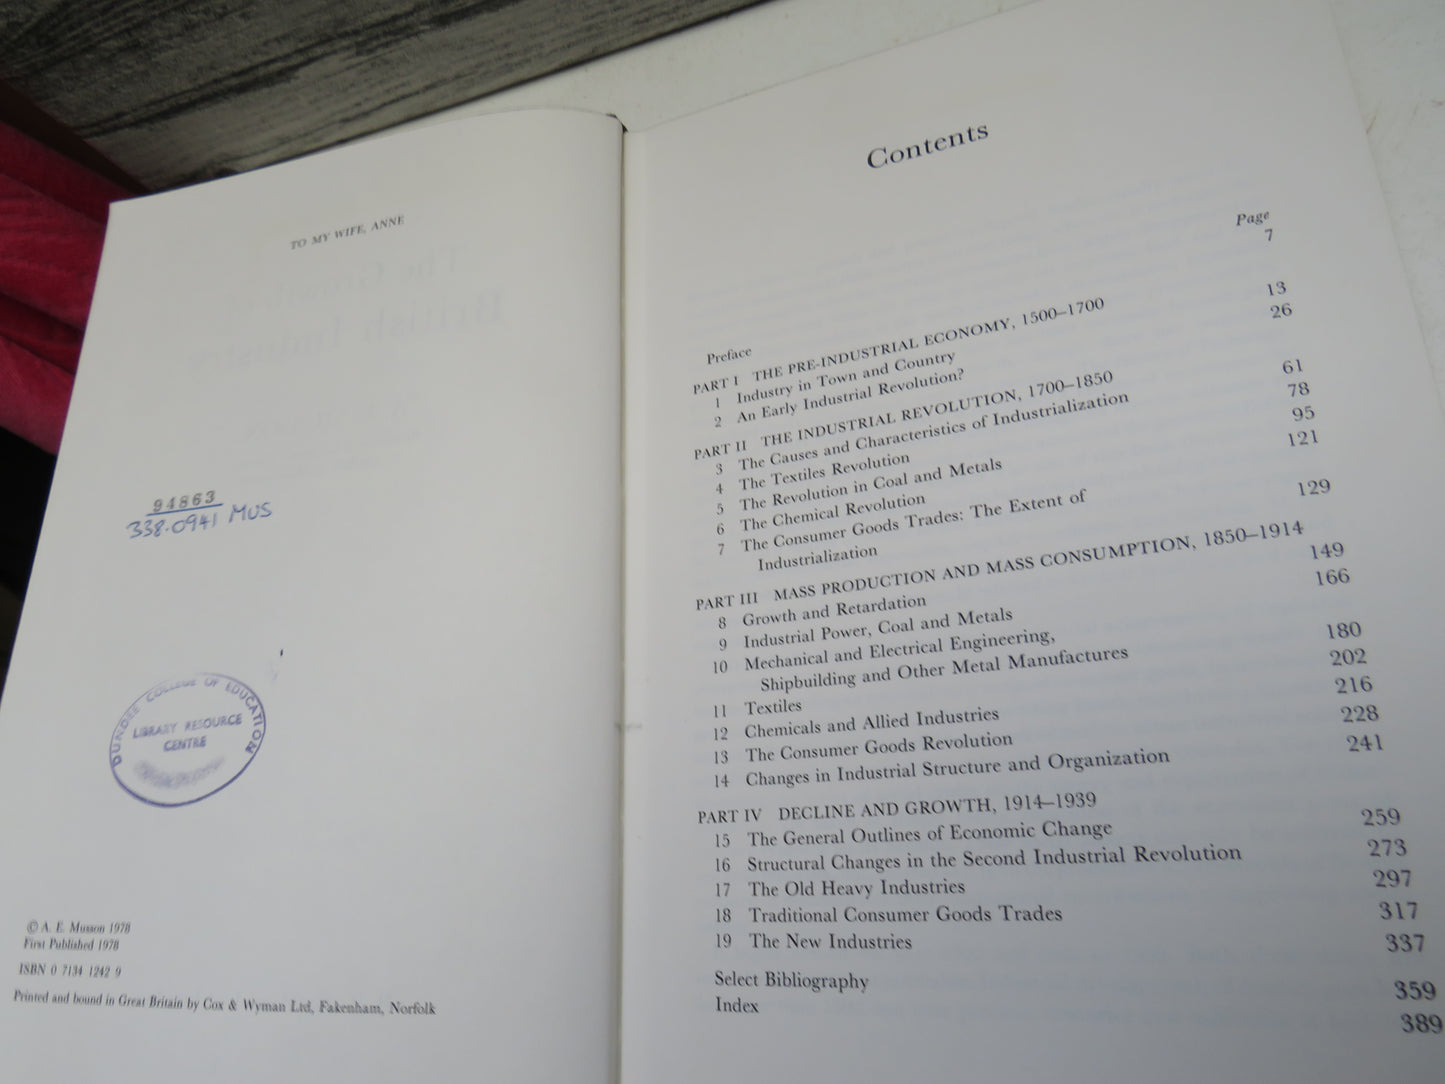 TO MY WIFE, ANNE
94863
338.0941 MUS
DUNDEE COLLEGE OF EDUCATION
LIBRARY RESOURCE
CENTRE
© A. E. Musson 1978
First Published 1978
ISBN 0 7134 1242 9
Printed and bound in Great Britain by Cox & Wyman Ltd, Fakenham, Norfolk
Contents
Page
Preface 7
PART I THE PRE-INDUSTRIAL ECONOMY, 1500–1700
1 Industry in Town and Country 13
2 An Early Industrial Revolution? 26
PART II THE INDUSTRIAL REVOLUTION, 1700–1850
3 The Causes and Characteristics of Industrialization 61
4 The Textiles Revolution 78
5 The Revolution in Coal and Metals 95
6 The Chemical Revolution 121
7 The Consumer Goods Trades: The Extent of
Industrialization 129
PART III MASS PRODUCTION AND MASS CONSUMPTION, 1850–1914
8 Growth and Retardation 149
9 Industrial Power, Coal and Metals 166
10 Mechanical and Electrical Engineering,
Shipbuilding and Other Metal Manufactures 180
11 Textiles 202
12 Chemicals and Allied Industries 216
13 The Consumer Goods Revolution 228
14 Changes in Industrial Structure and Organization 241
PART IV DECLINE AND GROWTH, 1914–1939
15 The General Outlines of Economic Change 259
16 Structural Changes in the Second Industrial Revolution 273
17 The Old Heavy Industries 297
18 Traditional Consumer Goods Trades 317
19 The New Industries 337
Select Bibliography 359
Index 389